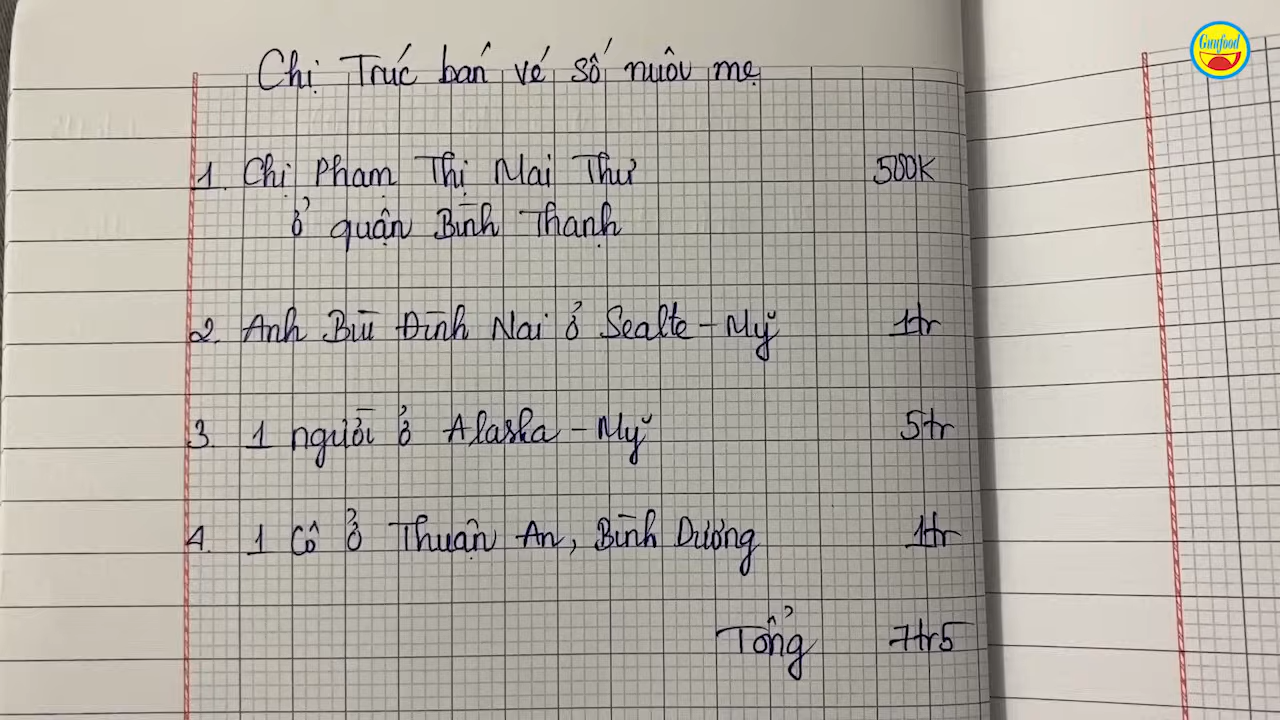 Gunfood
Chị Trúc bán vé số nuôi mẹ
1. Chị Phạm Thị Mai Thư 500K
ở quận Bình Thạnh
2. Anh Bùi Đình Nai ở Sealte - Mỹ 1tr
3. 1 người ở Alaska - Mỹ 5tr
4. 1 Cô ở Thuận An, Bình Dương 1tr
Tổng 7tr5